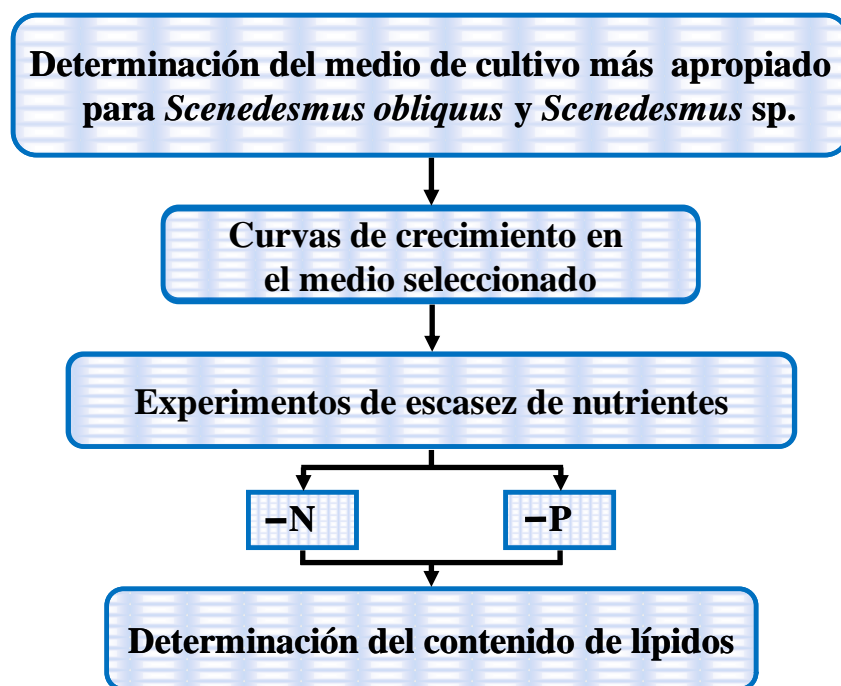 Determinación del medio de cultivo más apropiado
para Scenedesmus obliquus y Scenedesmus sp.
Curvas de crecimiento en
el medio seleccionado
Experimentos de escasez de nutrientes
–N
–P
Determinación del contenido de lípidos